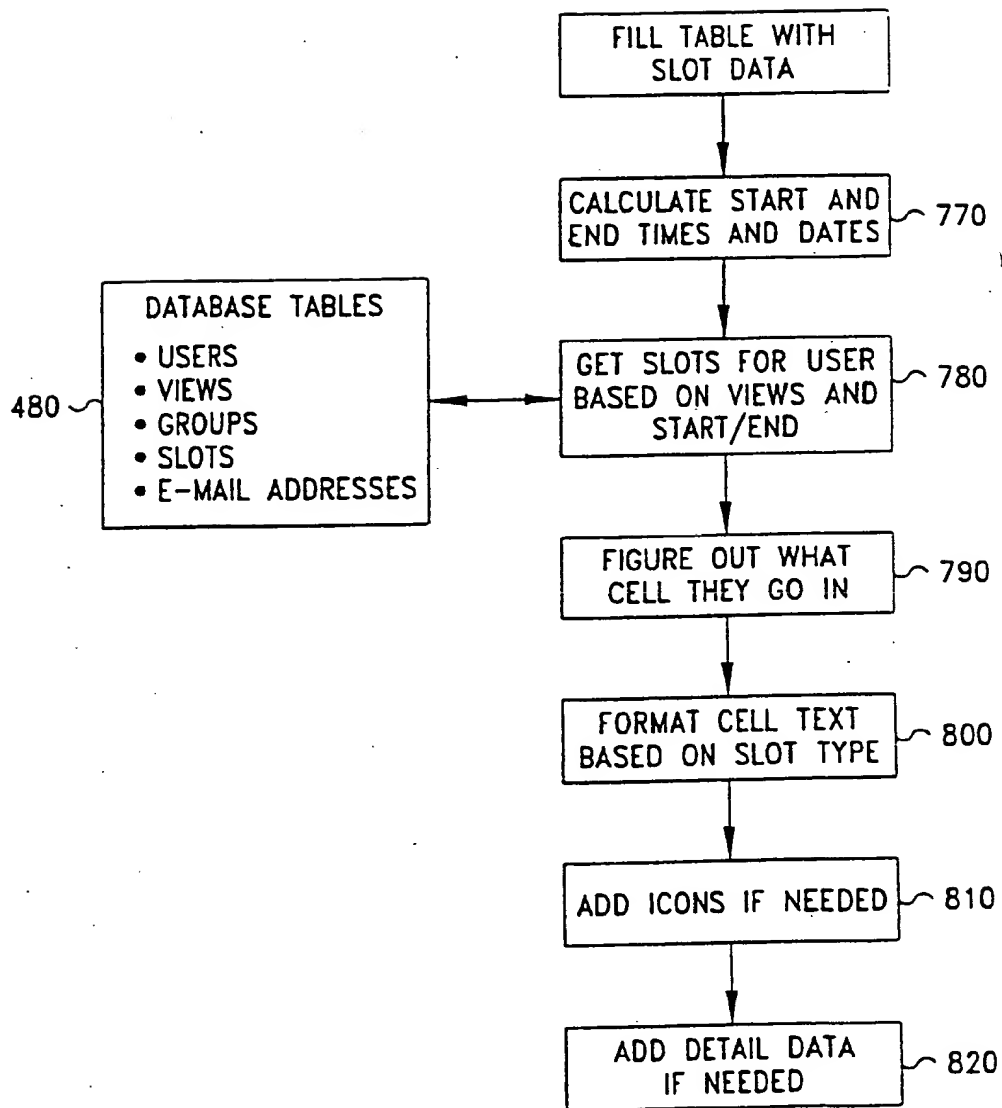 FILL TABLE WITH
SLOT DATA
CALCULATE START AND
END TIMES AND DATES
770
DATABASE TABLES
• USERS
• VIEWS
• GROUPS
• SLOTS
• E-MAIL ADDRESSES
480
GET SLOTS FOR USER
BASED ON VIEWS AND
START/END
780
FIGURE OUT WHAT
CELL THEY GO IN
790
FORMAT CELL TEXT
BASED ON SLOT TYPE
800
ADD ICONS IF NEEDED
810
ADD DETAIL DATA
IF NEEDED
820